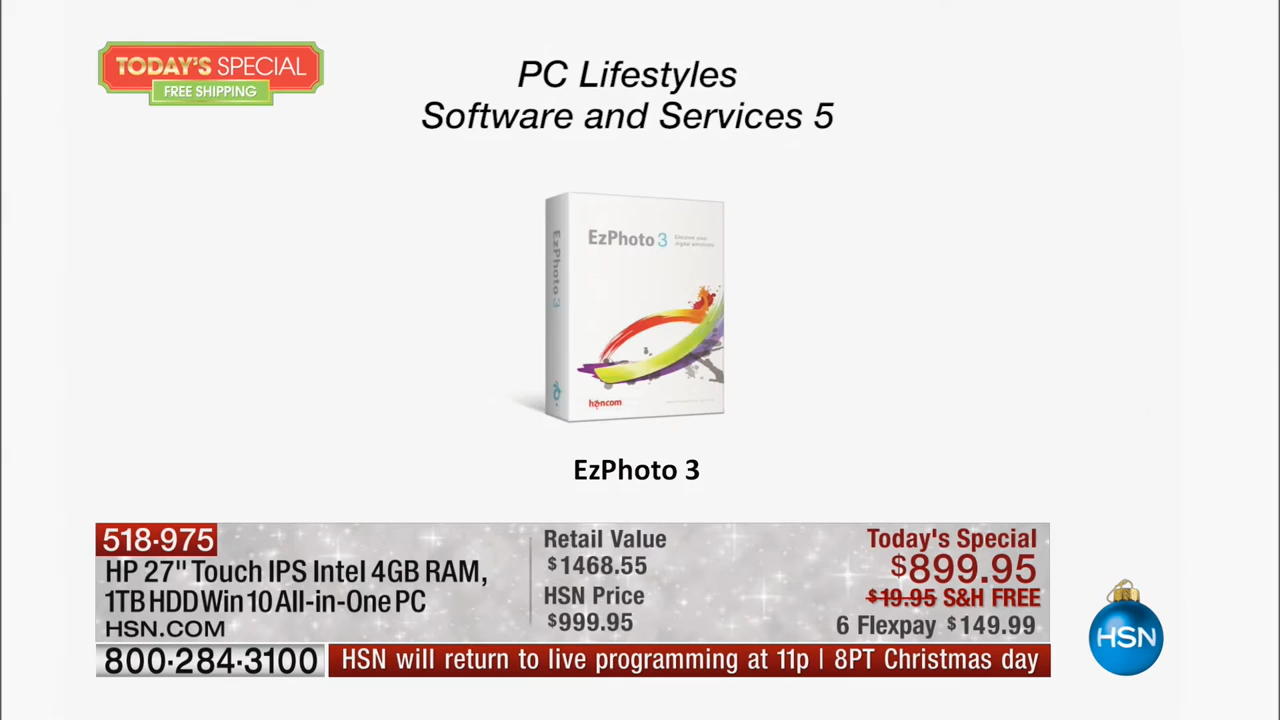 TODAY'S SPECIAL
FREE SHIPPING
PC Lifestyles
Software and Services 5
EzPhoto 3
EzPhoto 3
hancom
EzPhoto 3
518-975
HP 27" Touch IPS Intel 4GB RAM,
1TB HDD Win 10 All-in-One PC
HSN.COM
Retail Value
$1468.55
HSN Price
$999.95
Today's Special
$899.95
$19.95 S&H FREE
6 Flexpay $149.99
HSN
800-284-3100
HSN will return to live programming at 11p | 8PT Christmas day